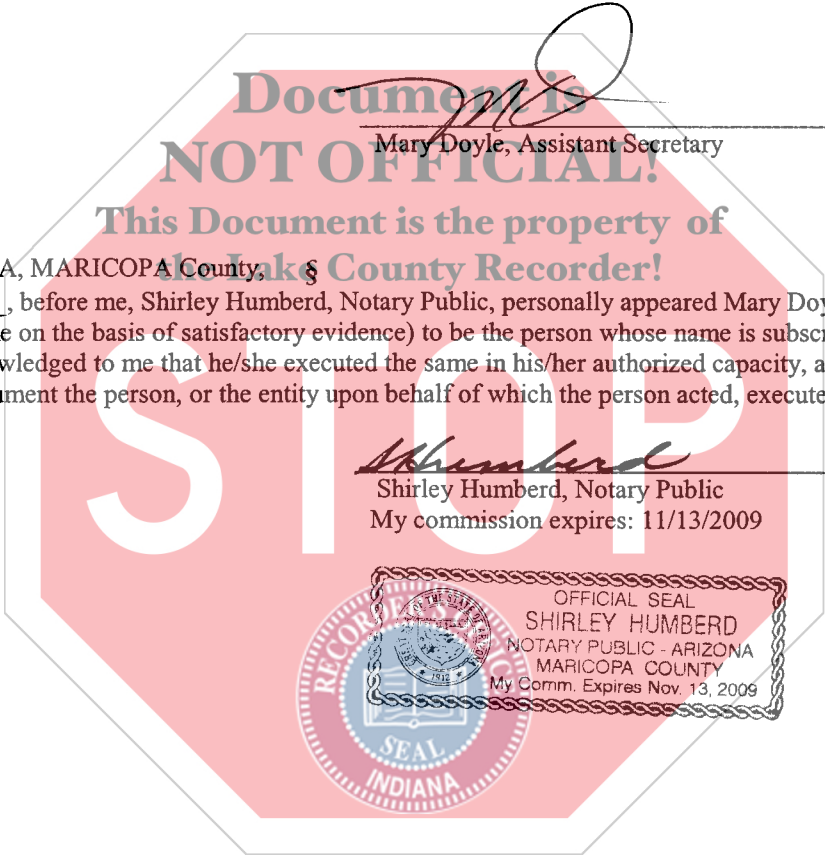 Document is
Mary Doyle, Assistant Secretary
NOT OFFICIAL!
This Document is the property of
the Lake County Recorder!
A, MARICOPA County, §
, before me, Shirley Humberd, Notary Public, personally appeared Mary Doy
e on the basis of satisfactory evidence) to be the person whose name is subscr
wledged to me that he/she executed the same in his/her authorized capacity, a
ument the person, or the entity upon behalf of which the person acted, execute
STOP
SHumberd
Shirley Humberd, Notary Public
My commission expires: 11/13/2009
OFFICIAL SEAL
SHIRLEY HUMBERD
NOTARY PUBLIC - ARIZONA
MARICOPA COUNTY
My Comm. Expires Nov. 13, 2009
1912
RECORDER'S OFFICE
SEAL
INDIANA